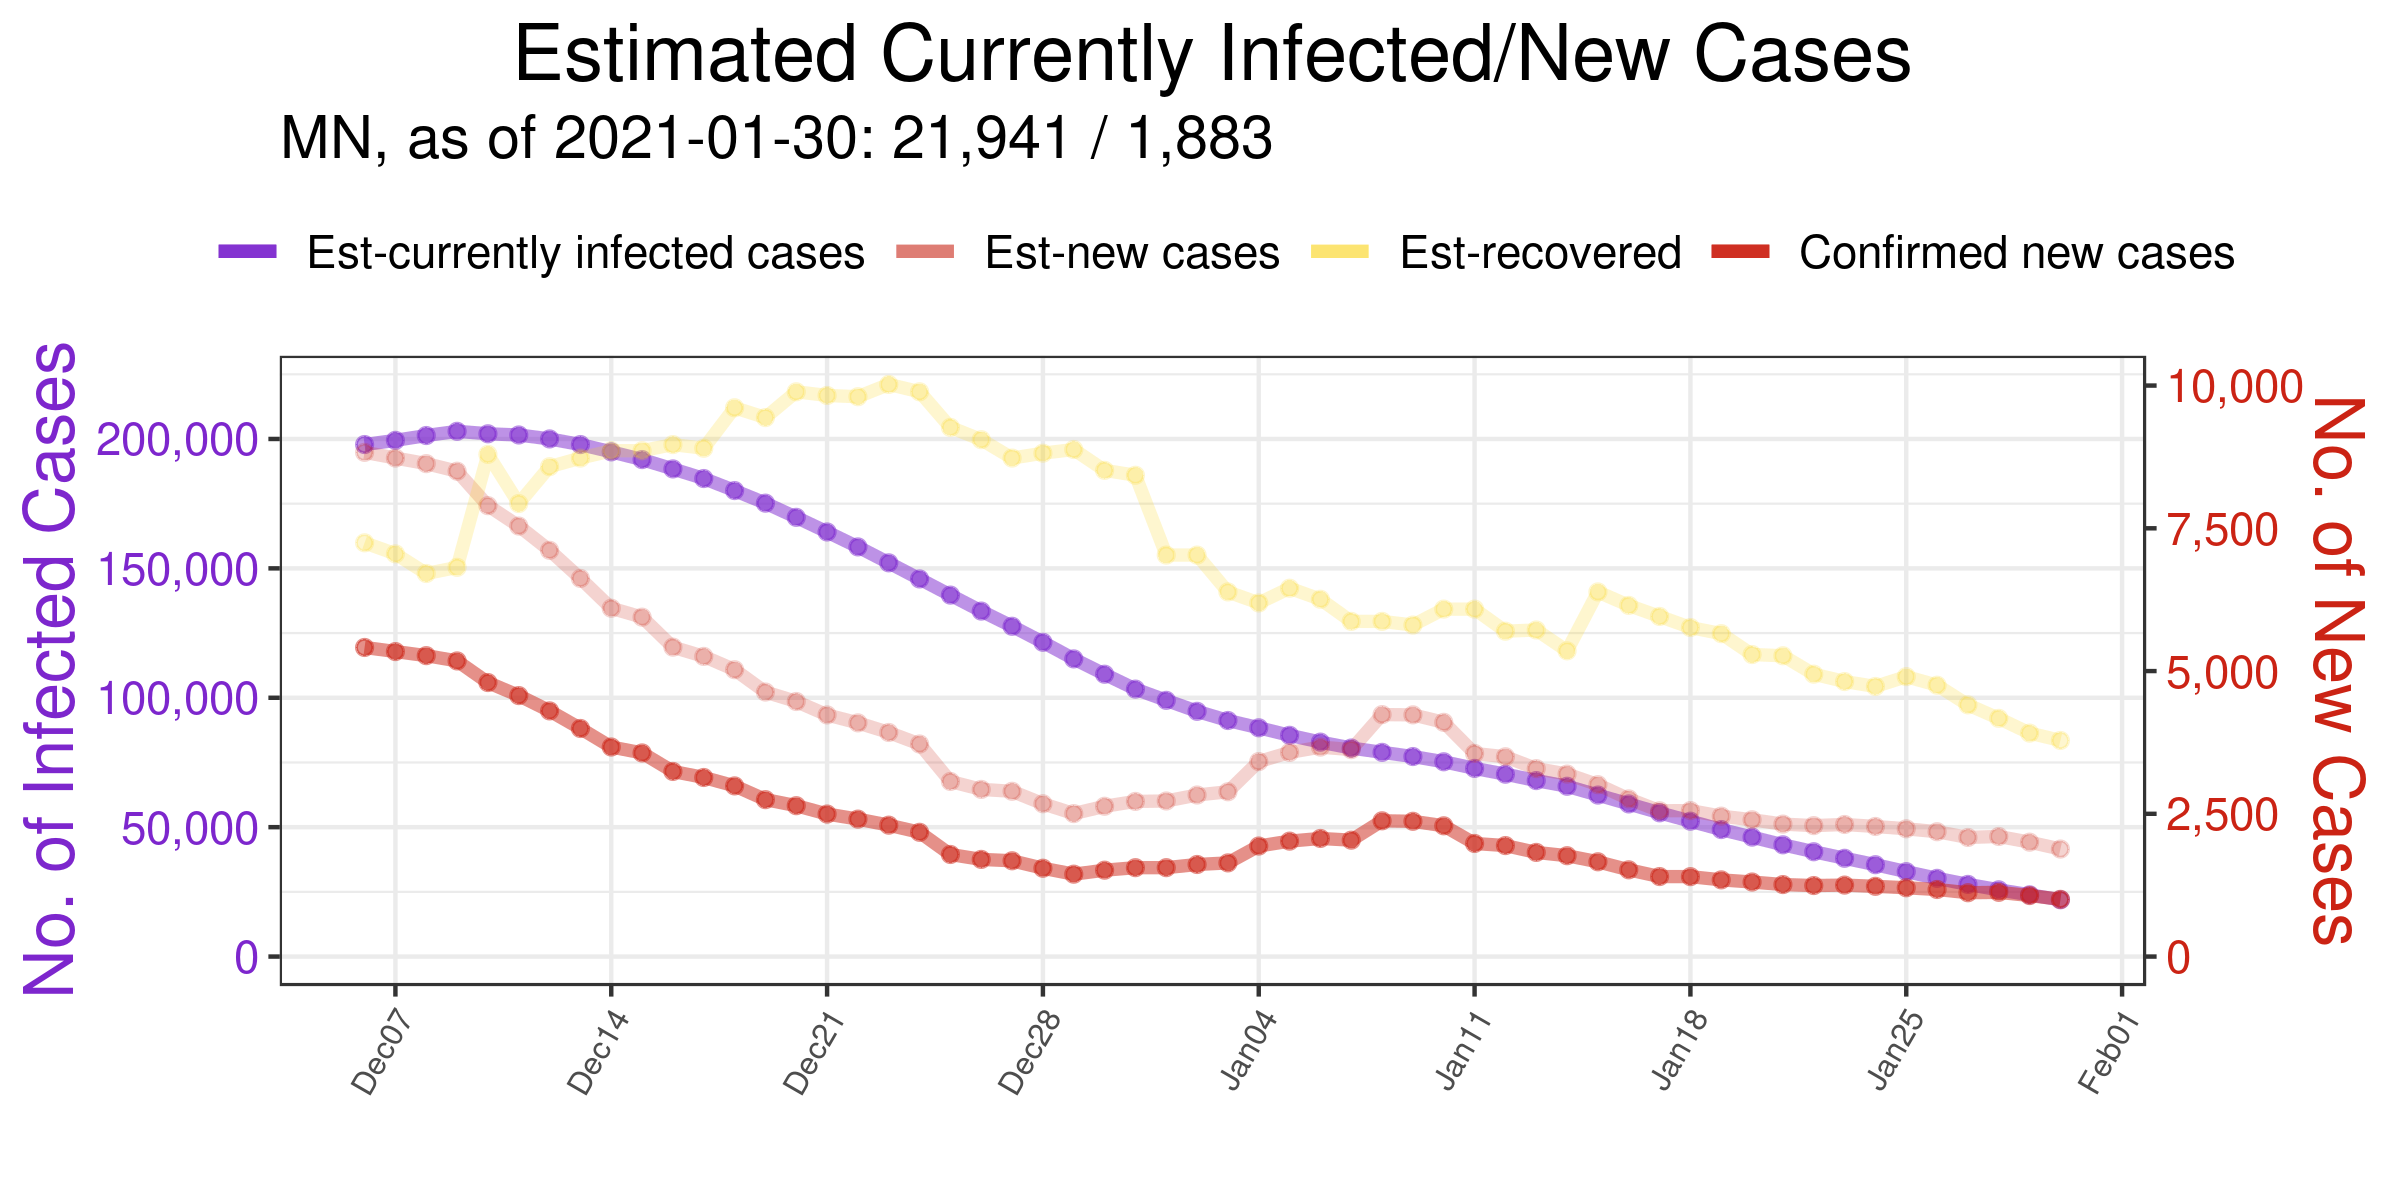 Estimated Currently Infected/New Cases
MN, as of 2021-01-30: 21,941 / 1,883
Est-currently infected cases Est-new cases Est-recovered Confirmed new cases
No. of Infected Cases
200,000
150,000
100,000
50,000
0
10,000
7,500
5,000
2,500
0
No. of New Cases
Dec07 Dec14 Dec21 Dec28 Jan04 Jan11 Jan18 Jan25 Feb01